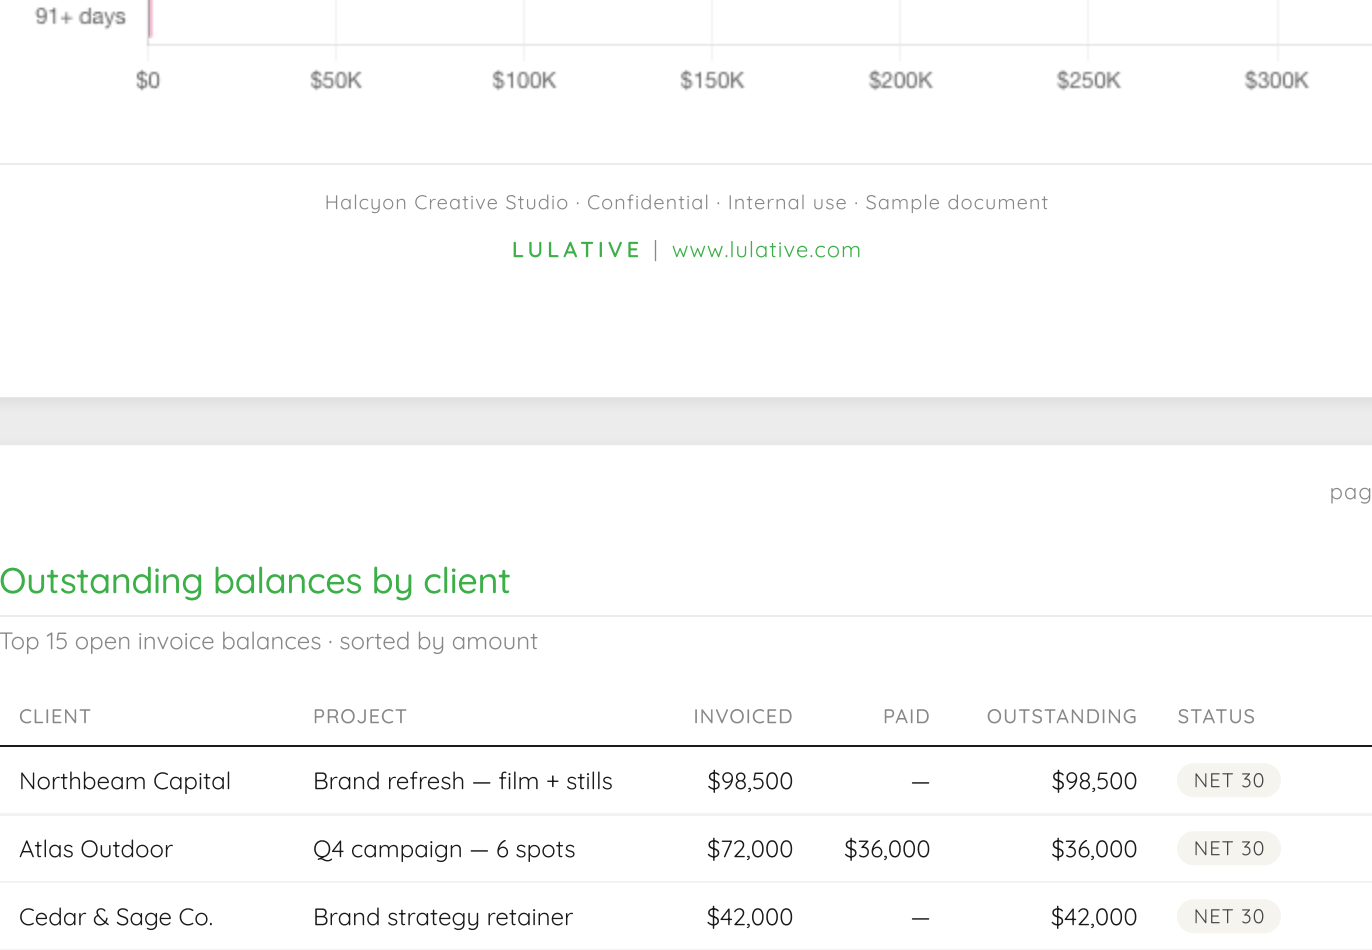 91+ days
$0 $50K $100K $150K $200K $250K $300K
Halcyon Creative Studio · Confidential · Internal use · Sample document
LULATIVE | www.lulative.com
pag
Outstanding balances by client
Top 15 open invoice balances · sorted by amount
CLIENT PROJECT INVOICED PAID OUTSTANDING STATUS
Northbeam Capital Brand refresh — film + stills $98,500 — $98,500 NET 30
Atlas Outdoor Q4 campaign — 6 spots $72,000 $36,000 $36,000 NET 30
Cedar & Sage Co. Brand strategy retainer $42,000 — $42,000 NET 30